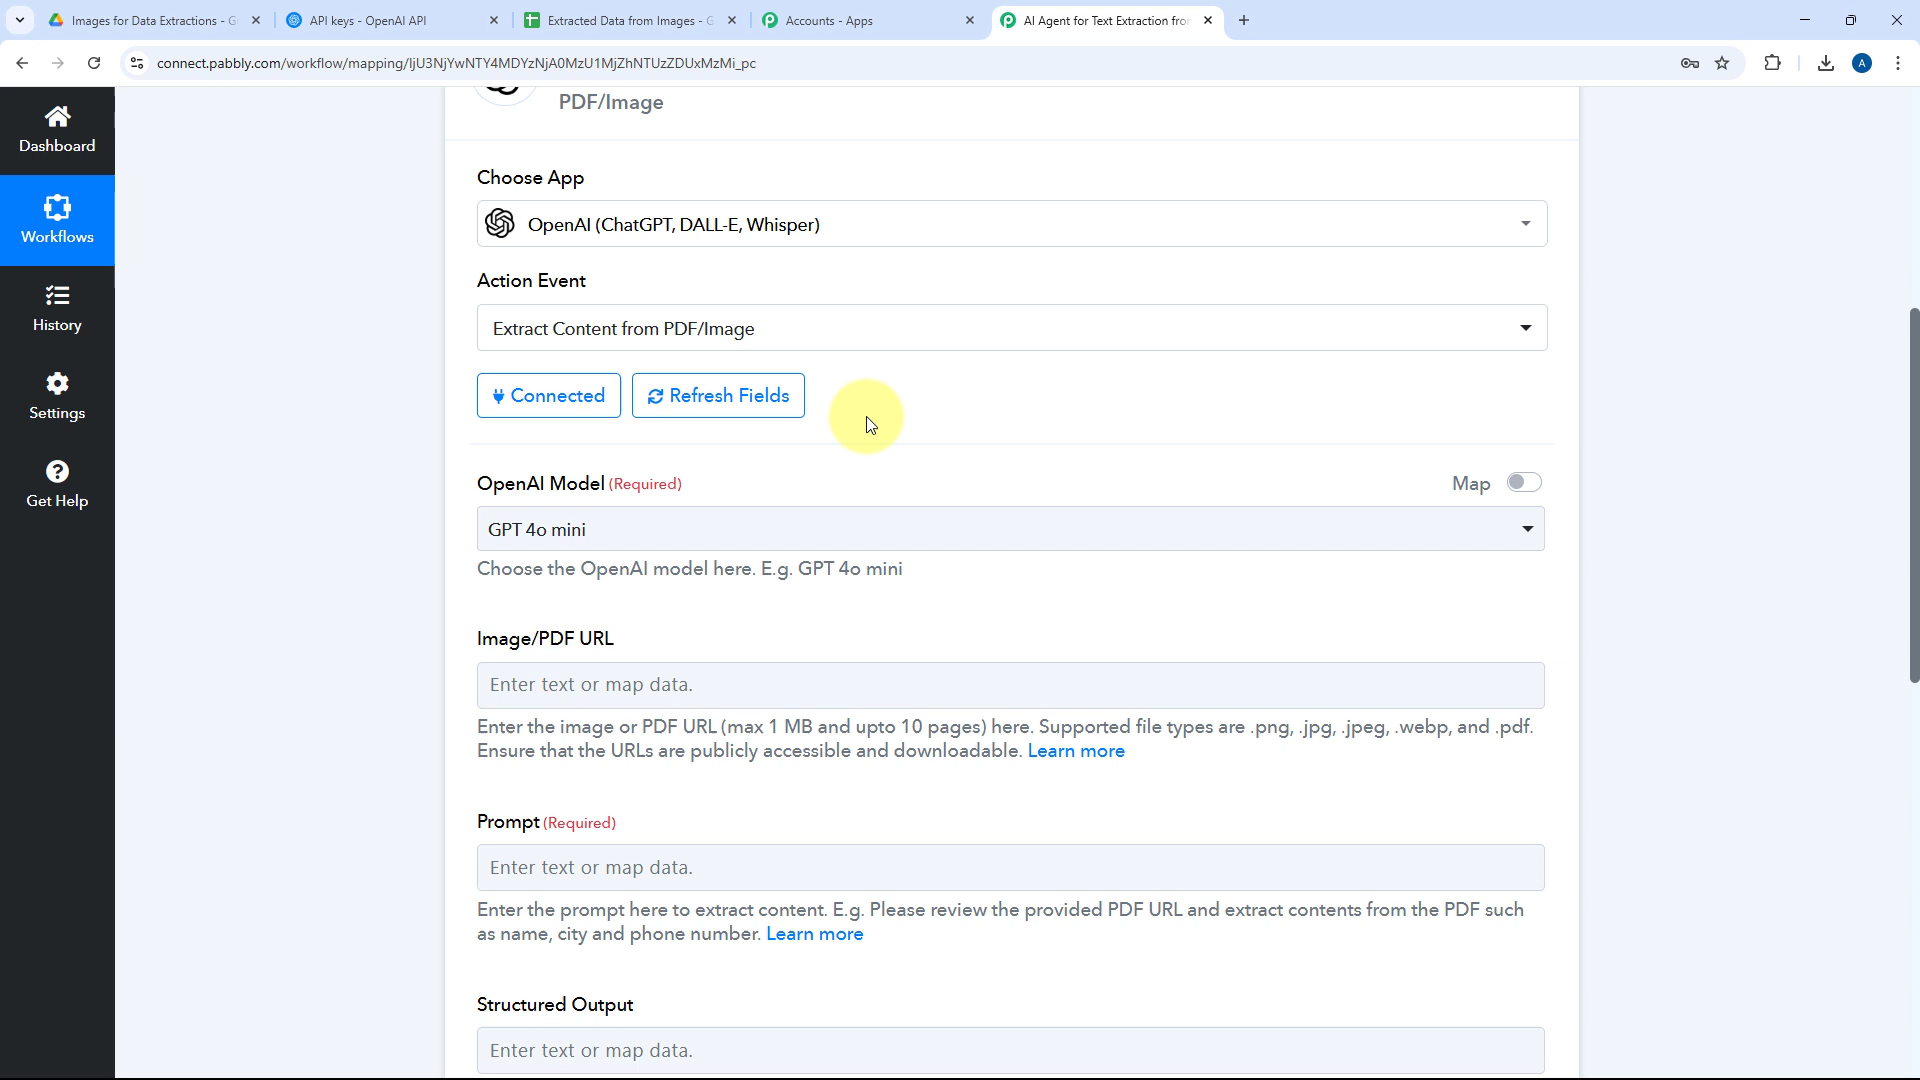 Images for Data Extractions - G
API keys - OpenAI API
Extracted Data from Images - G
Accounts - Apps
AI Agent for Text Extraction fro
connect.pabbly.com/workflow/mapping/IjU3NjYwNTY4MDYzNjA0MzU1MjZhNTUzZDUxMzMi_pc
A
Dashboard
Workflows
History
Settings
Get Help
PDF/Image
Choose App
OpenAI (ChatGPT, DALL-E, Whisper)
Action Event
Extract Content from PDF/Image
Connected
Refresh Fields
OpenAI Model (Required)
Map
GPT 4o mini
Choose the OpenAI model here. E.g. GPT 4o mini
Image/PDF URL
Enter text or map data.
Enter the image or PDF URL (max 1 MB and upto 10 pages) here. Supported file types are .png, .jpg, .jpeg, .webp, and .pdf.
Ensure that the URLs are publicly accessible and downloadable. Learn more
Prompt (Required)
Enter text or map data.
Enter the prompt here to extract content. E.g. Please review the provided PDF URL and extract contents from the PDF such
as name, city and phone number. Learn more
Structured Output
Enter text or map data.